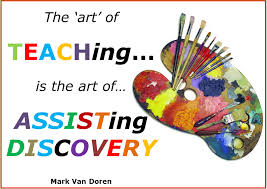 The ‘art’ of
TEACHing...
is the art of...
ASSISTing
DISCOVERY
Mark Van Doren